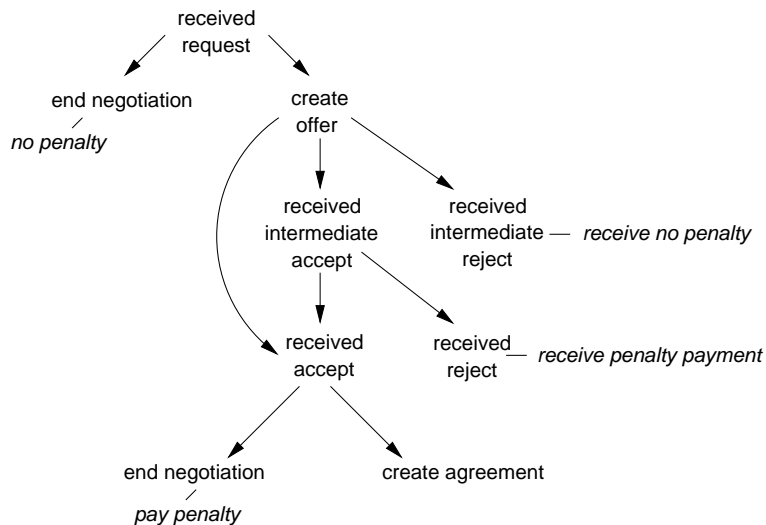 received
request
end negotiation
no penalty
create
offer
received
intermediate
accept
received
intermediate
reject
receive no penalty
received
accept
received
reject
receive penalty payment
end negotiation
pay penalty
create agreement